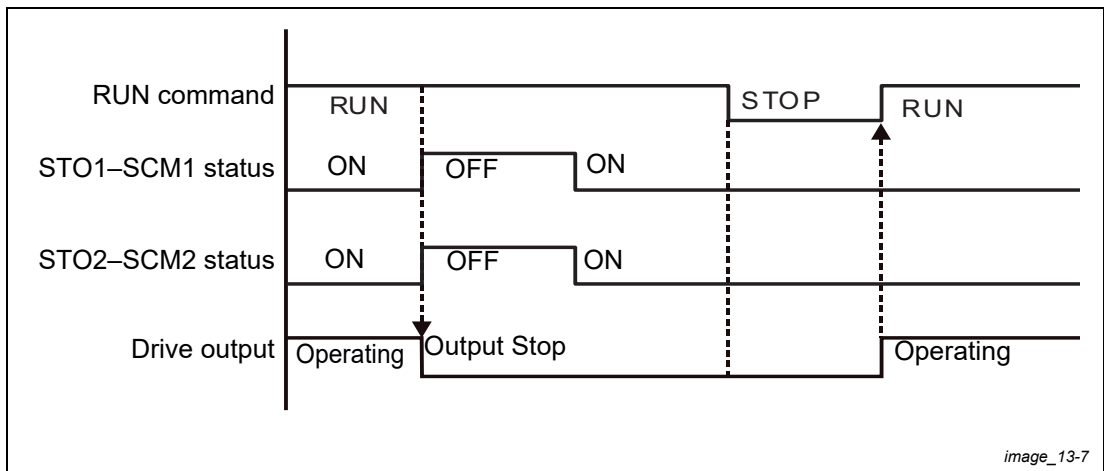 RUN command RUN STOP RUN
STO1–SCM1 status ON OFF ON
STO2–SCM2 status ON OFF ON
Drive output Operating Output Stop Operating
image_13-7